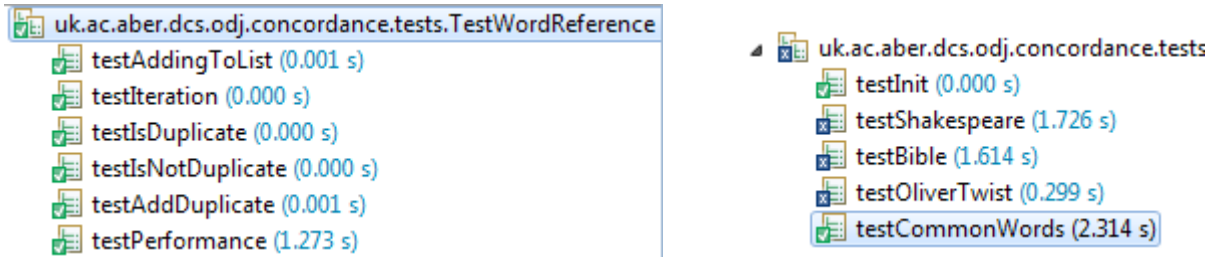 uk.ac.aber.dcs.odj.concordance.tests.TestWordReference
testAddingToList (0.001 s)
testIteration (0.000 s)
testIsDuplicate (0.000 s)
testIsNotDuplicate (0.000 s)
testAddDuplicate (0.001 s)
testPerformance (1.273 s)
uk.ac.aber.dcs.odj.concordance.tests
testInit (0.000 s)
testShakespeare (1.726 s)
testBible (1.614 s)
testOliverTwist (0.299 s)
testCommonWords (2.314 s)